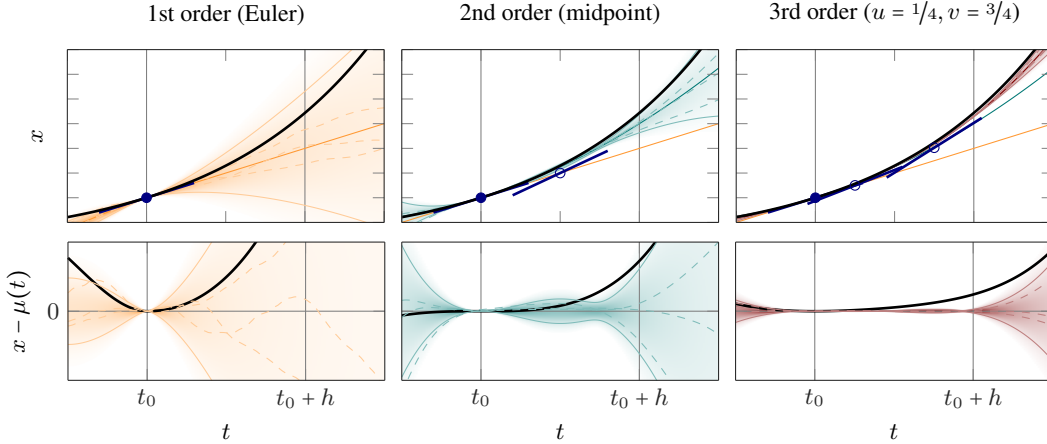 1st order (Euler)
2nd order (midpoint)
3rd order (u = 1/4, v = 3/4)
x
x − μ(t)
0
t₀
t₀ + h
t₀
t₀ + h
t₀
t₀ + h
t
t
t